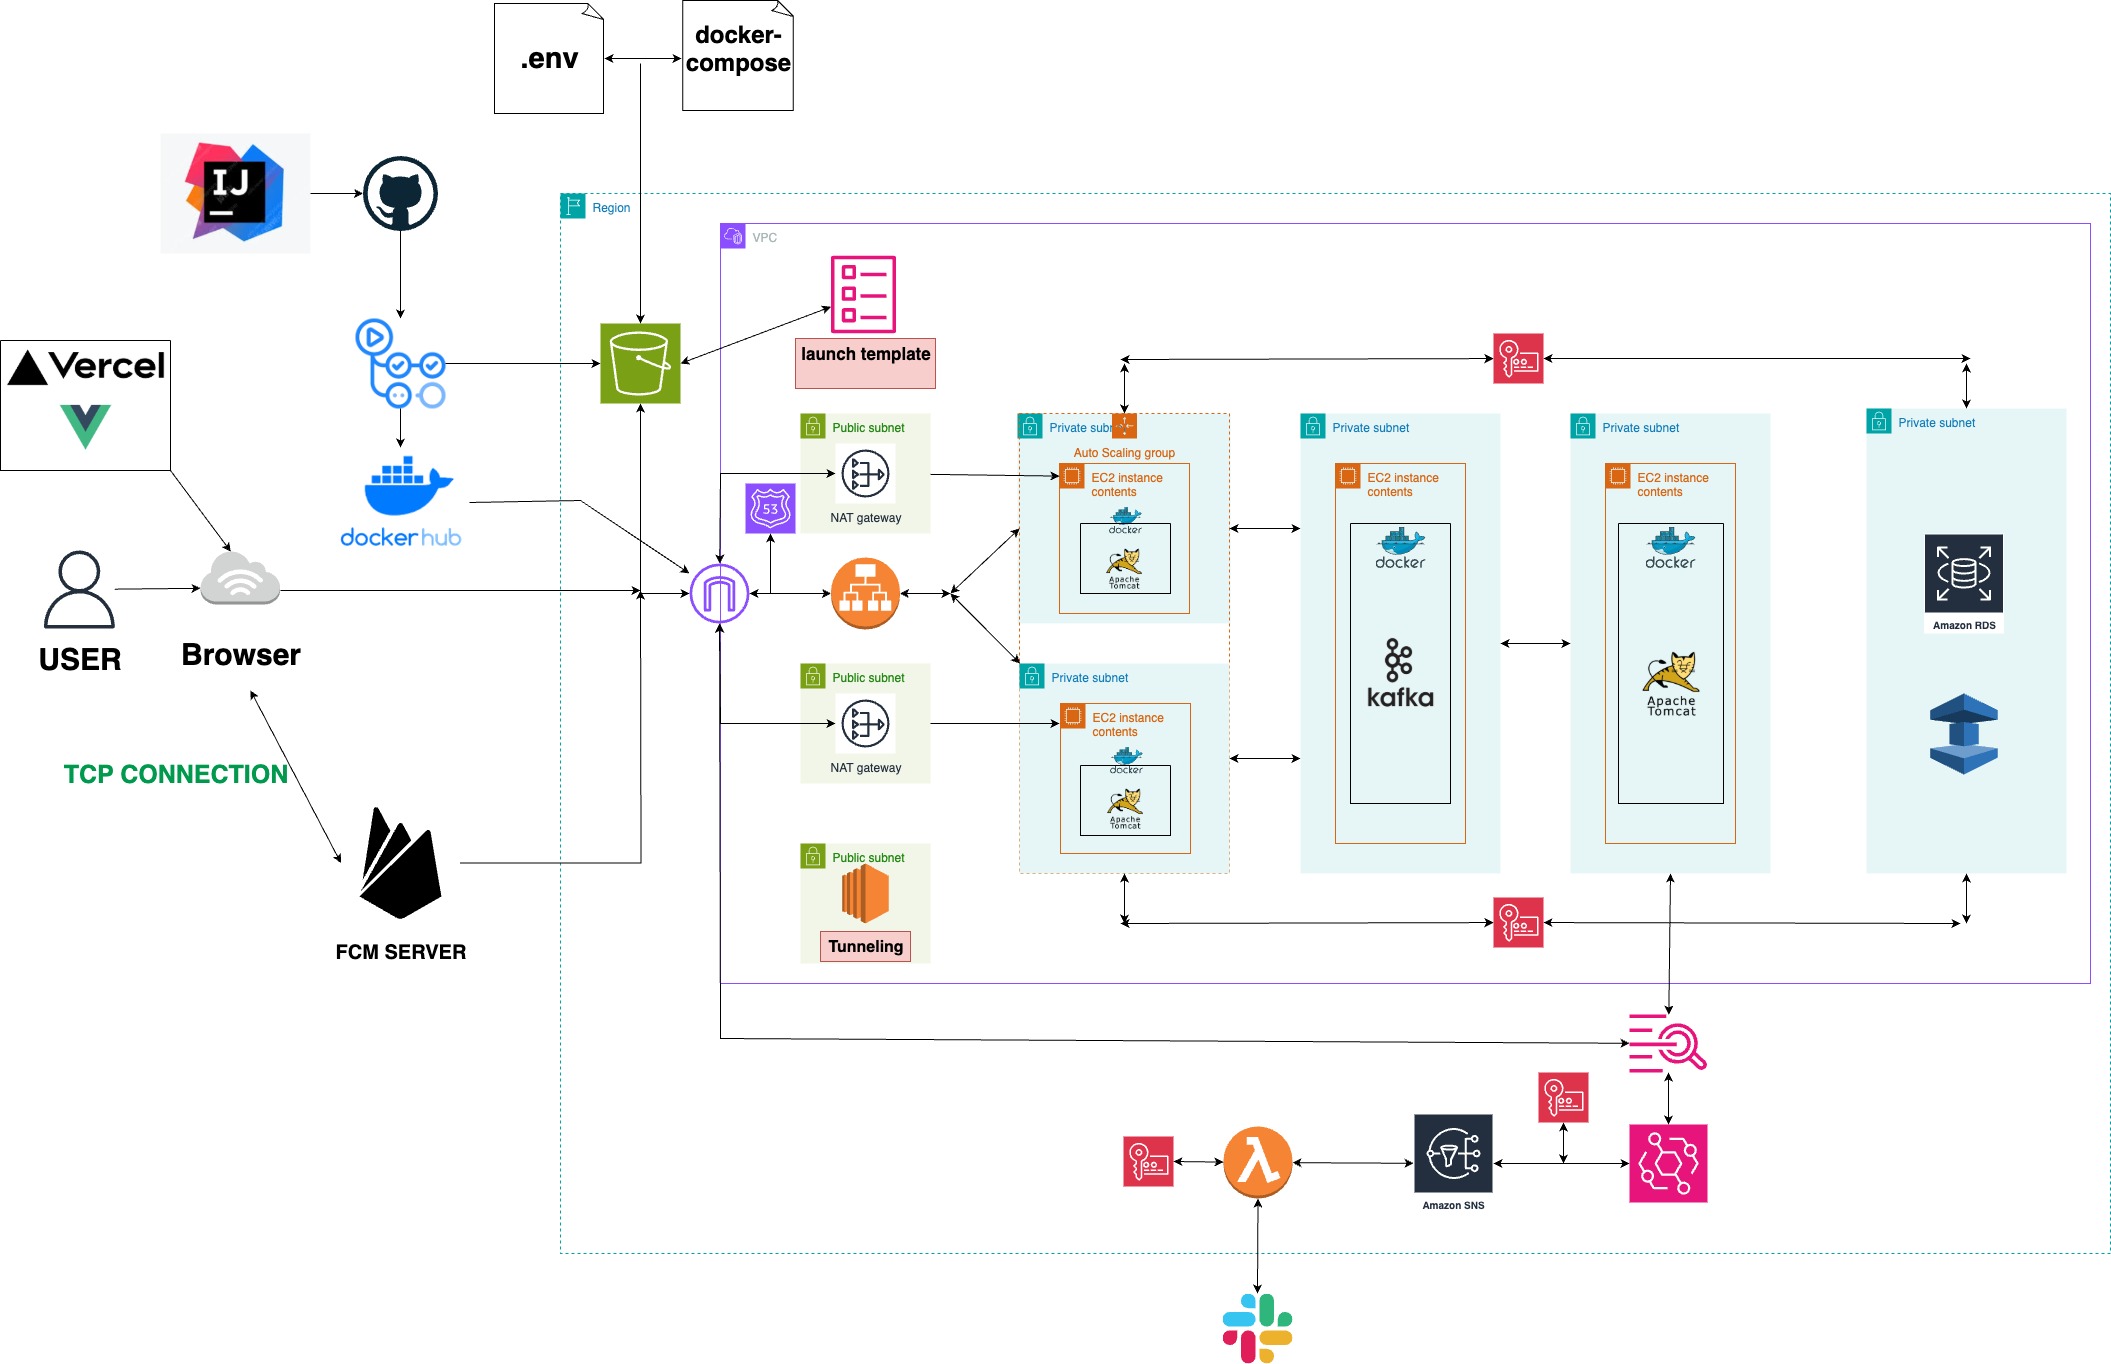 .env
docker-
compose
IJ
Region
VPC
launch template
Vercel
dockerhub
USER
Browser
TCP CONNECTION
FCM SERVER
Public subnet
NAT gateway
53
Public subnet
NAT gateway
Public subnet
Tunneling
Private subn
Auto Scaling group
EC2 instance
contents
docker
Apache
Tomcat
Private subnet
EC2 instance
contents
docker
Apache
Tomcat
Private subnet
EC2 instance
contents
docker
kafka
Private subnet
EC2 instance
contents
docker
Apache
Tomcat
Private subnet
Amazon RDS
Amazon SNS